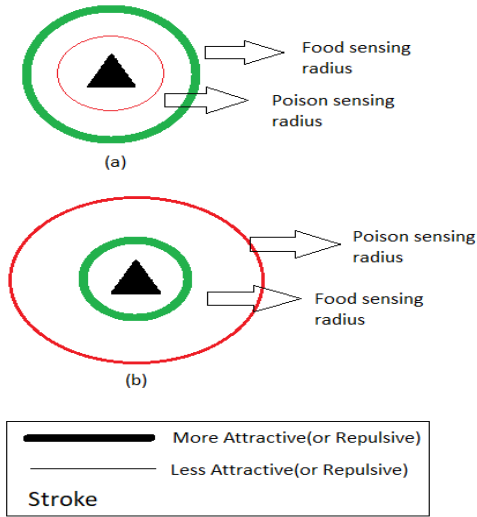 Food sensing
radius
Poison sensing
radius
(a)
Poison sensing
radius
Food sensing
radius
(b)
More Attractive(or Repulsive)
Less Attractive(or Repulsive)
Stroke